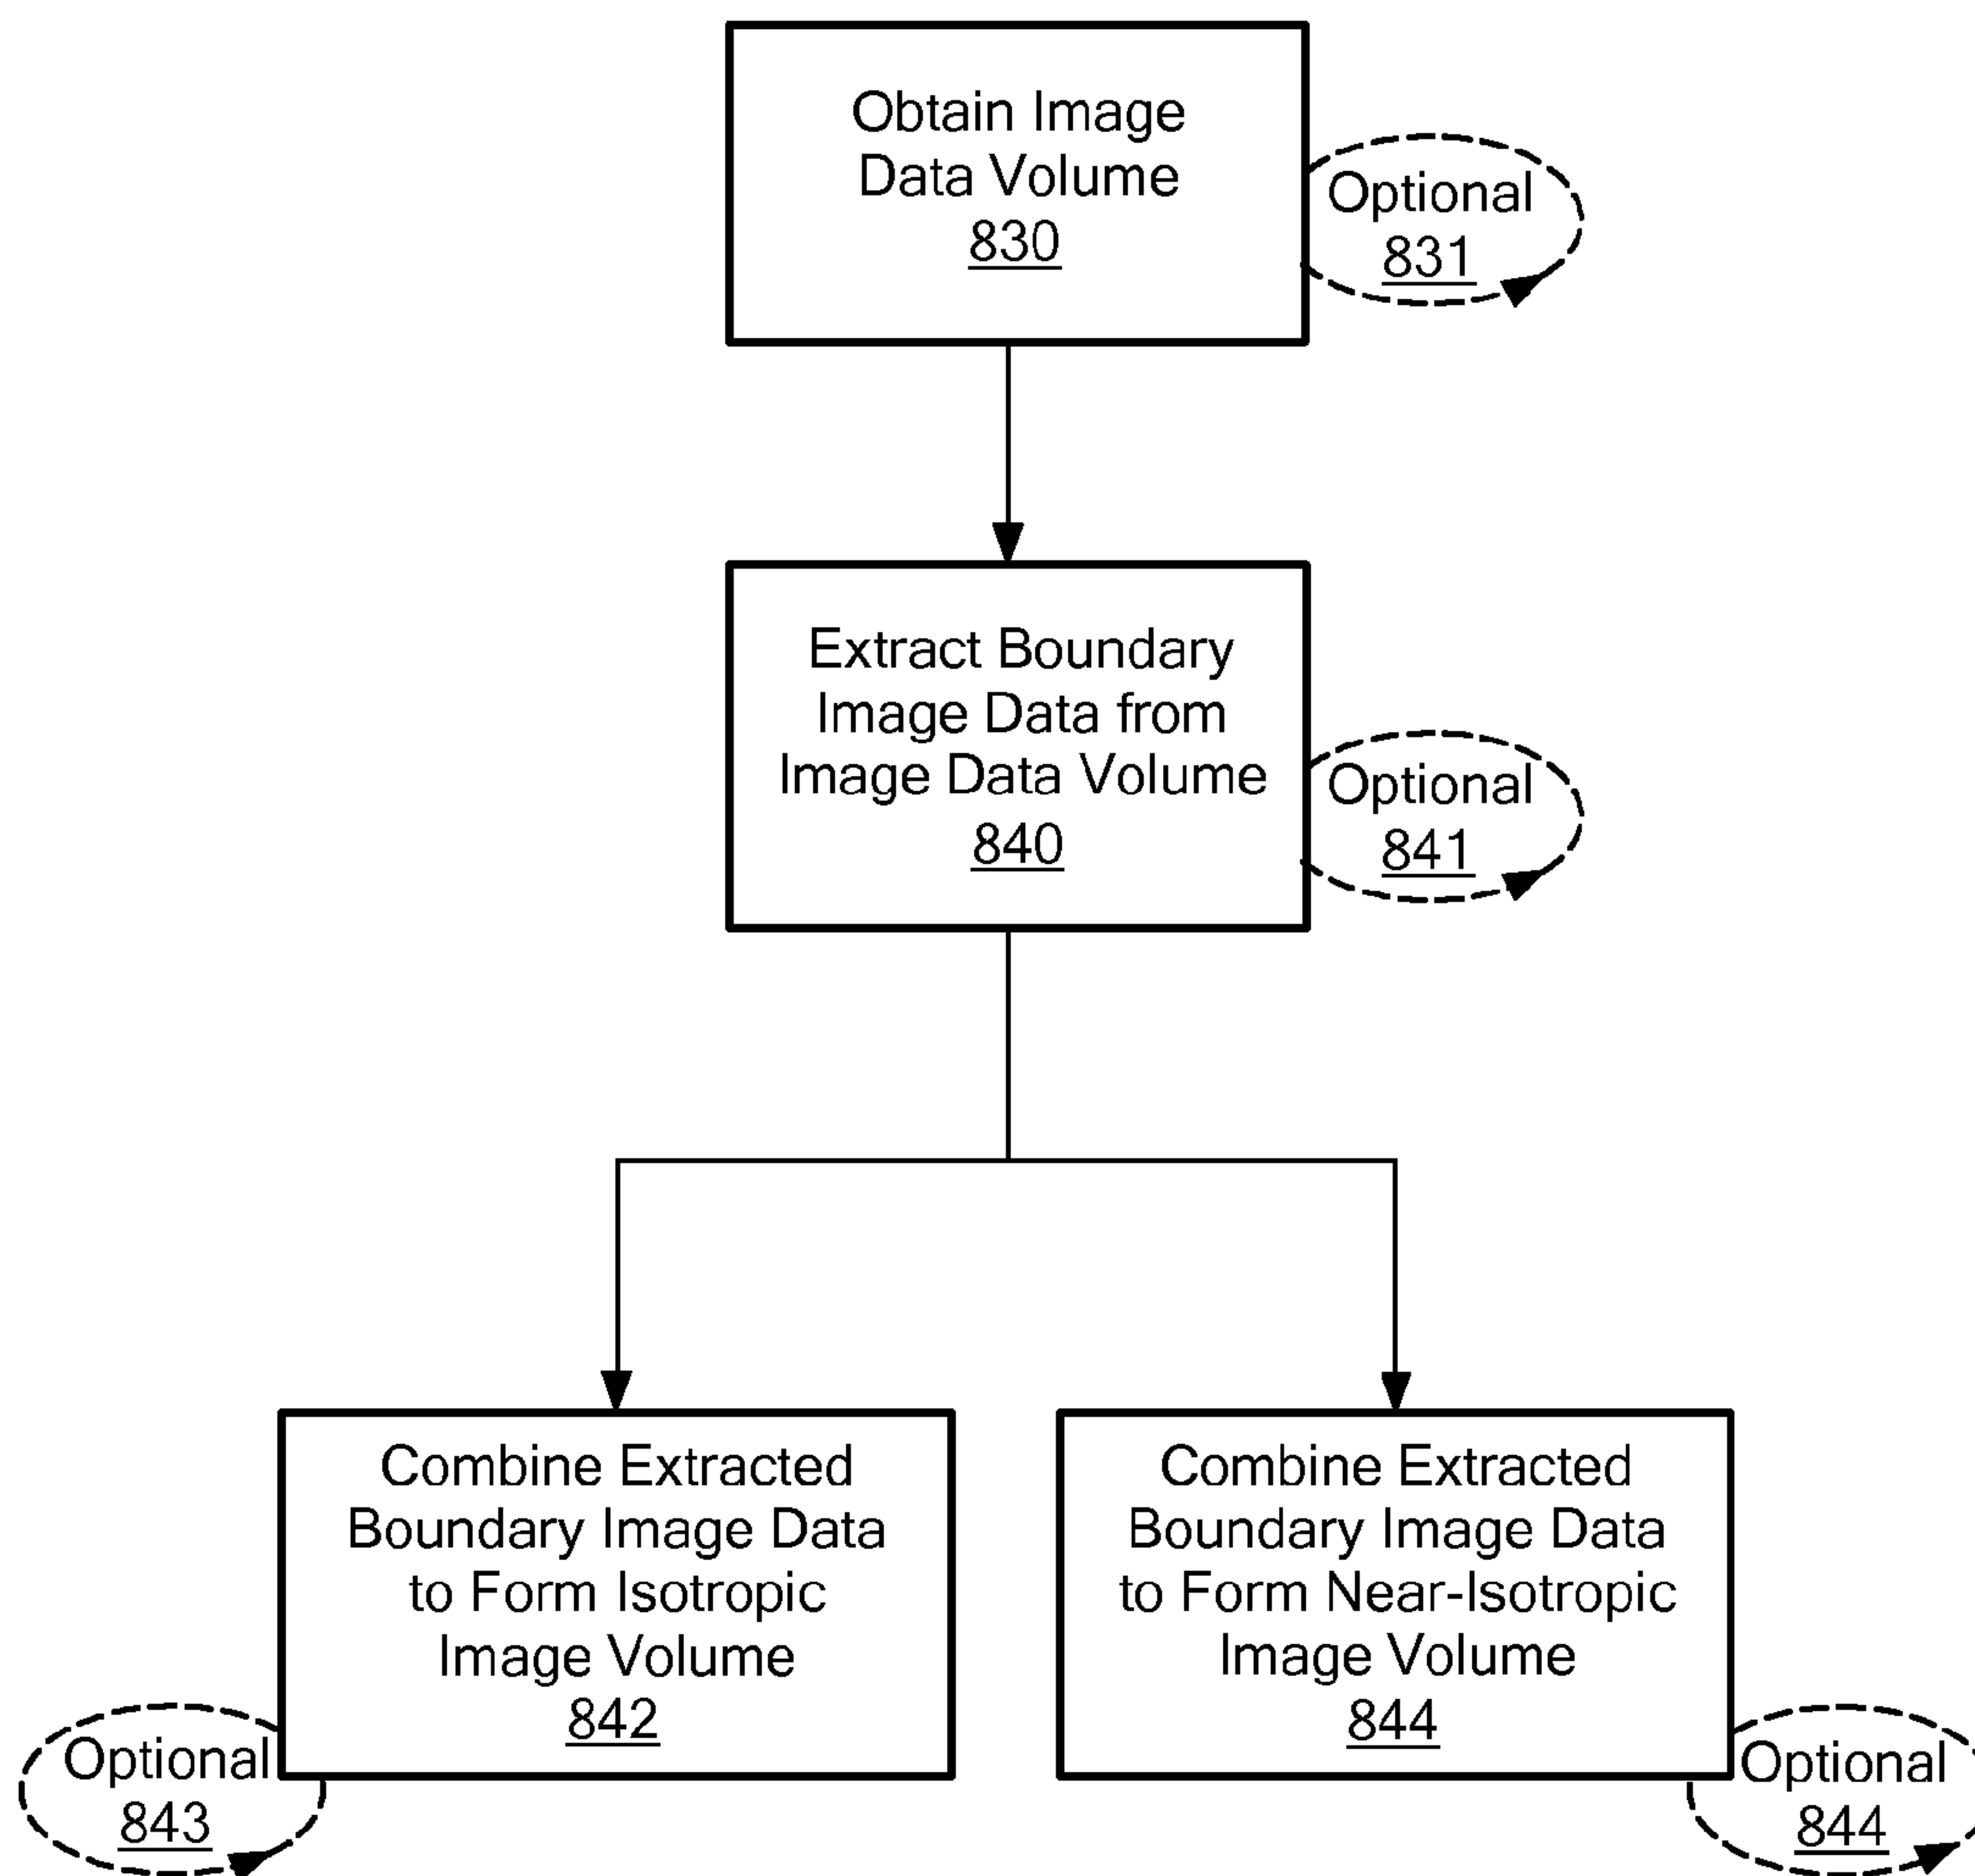 Obtain Image
Data Volume
830
Optional
831
Extract Boundary
Image Data from
Image Data Volume
840
Optional
841
Combine Extracted
Boundary Image Data
to Form Isotropic
Image Volume
842
Optional
843
Combine Extracted
Boundary Image Data
to Form Near-Isotropic
Image Volume
844
Optional
844